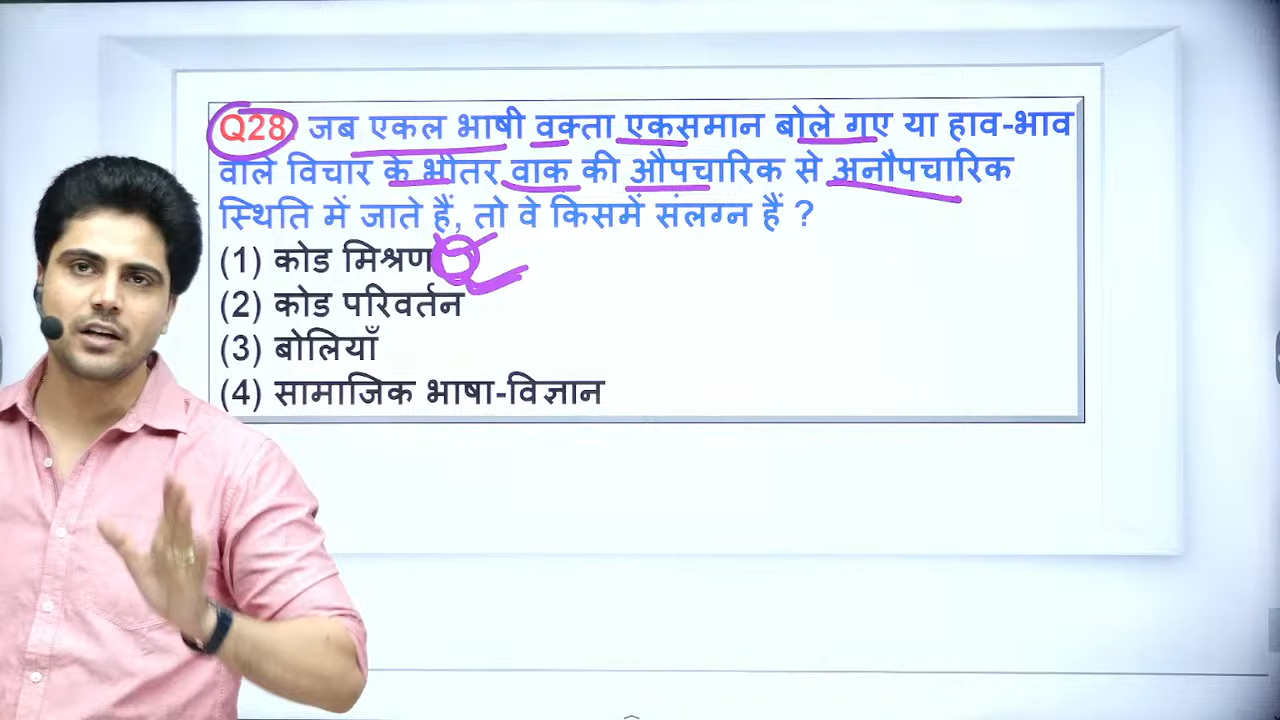 Q28 जब एकल भाषी वक्ता एकसमान बोले गए या हाव-भाव
वाले विचार के भीतर वाक की औपचारिक से अनौपचारिक
स्थिति में जाते हैं, तो वे किसमें संलग्न हैं ?
(1) कोड मिश्रण
(2) कोड परिवर्तन
(3) बोलियाँ
(4) सामाजिक भाषा-विज्ञान